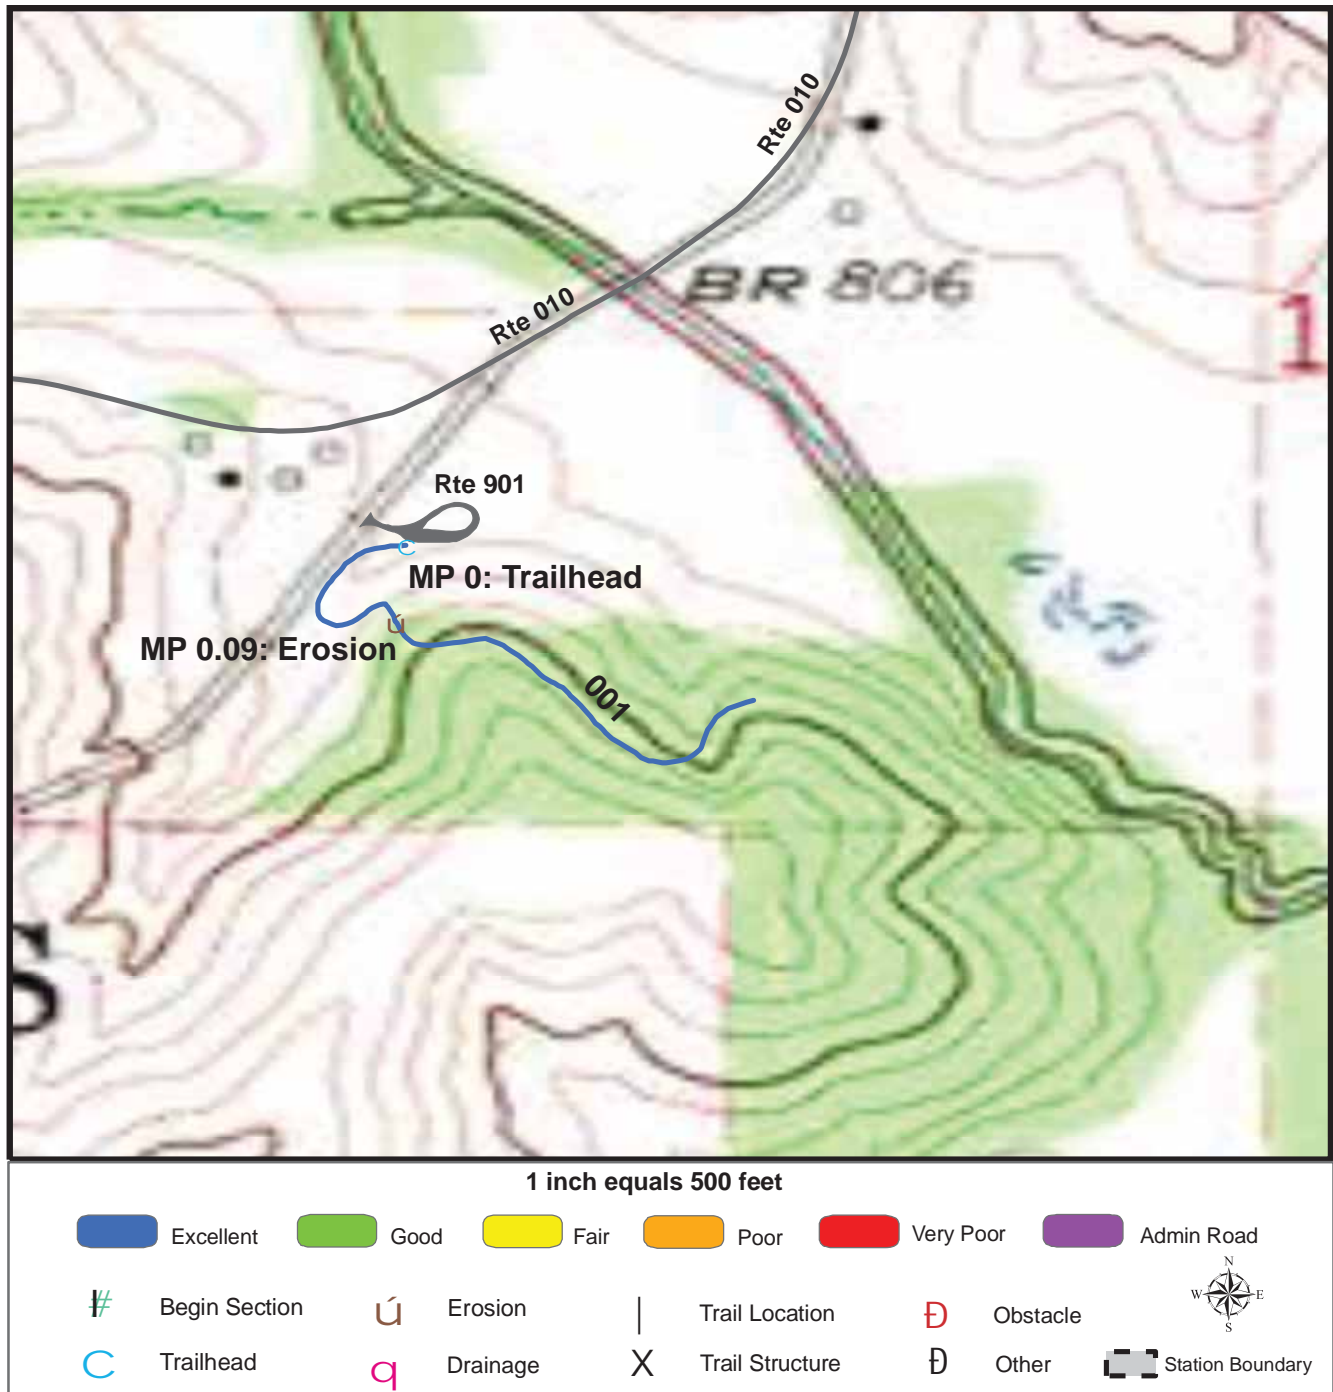 Rte 010
BR 806
Rte 010
1
Rte 901
MP 0: Trailhead
MP 0.09: Erosion
001
S
1 inch equals 500 feet
Excellent
Good
Fair
Poor
Very Poor
Admin Road
Begin Section
ú Erosion
| Trail Location
Đ Obstacle
N
W E
S
C Trailhead
q Drainage
X Trail Structure
Đ Other
Station Boundary